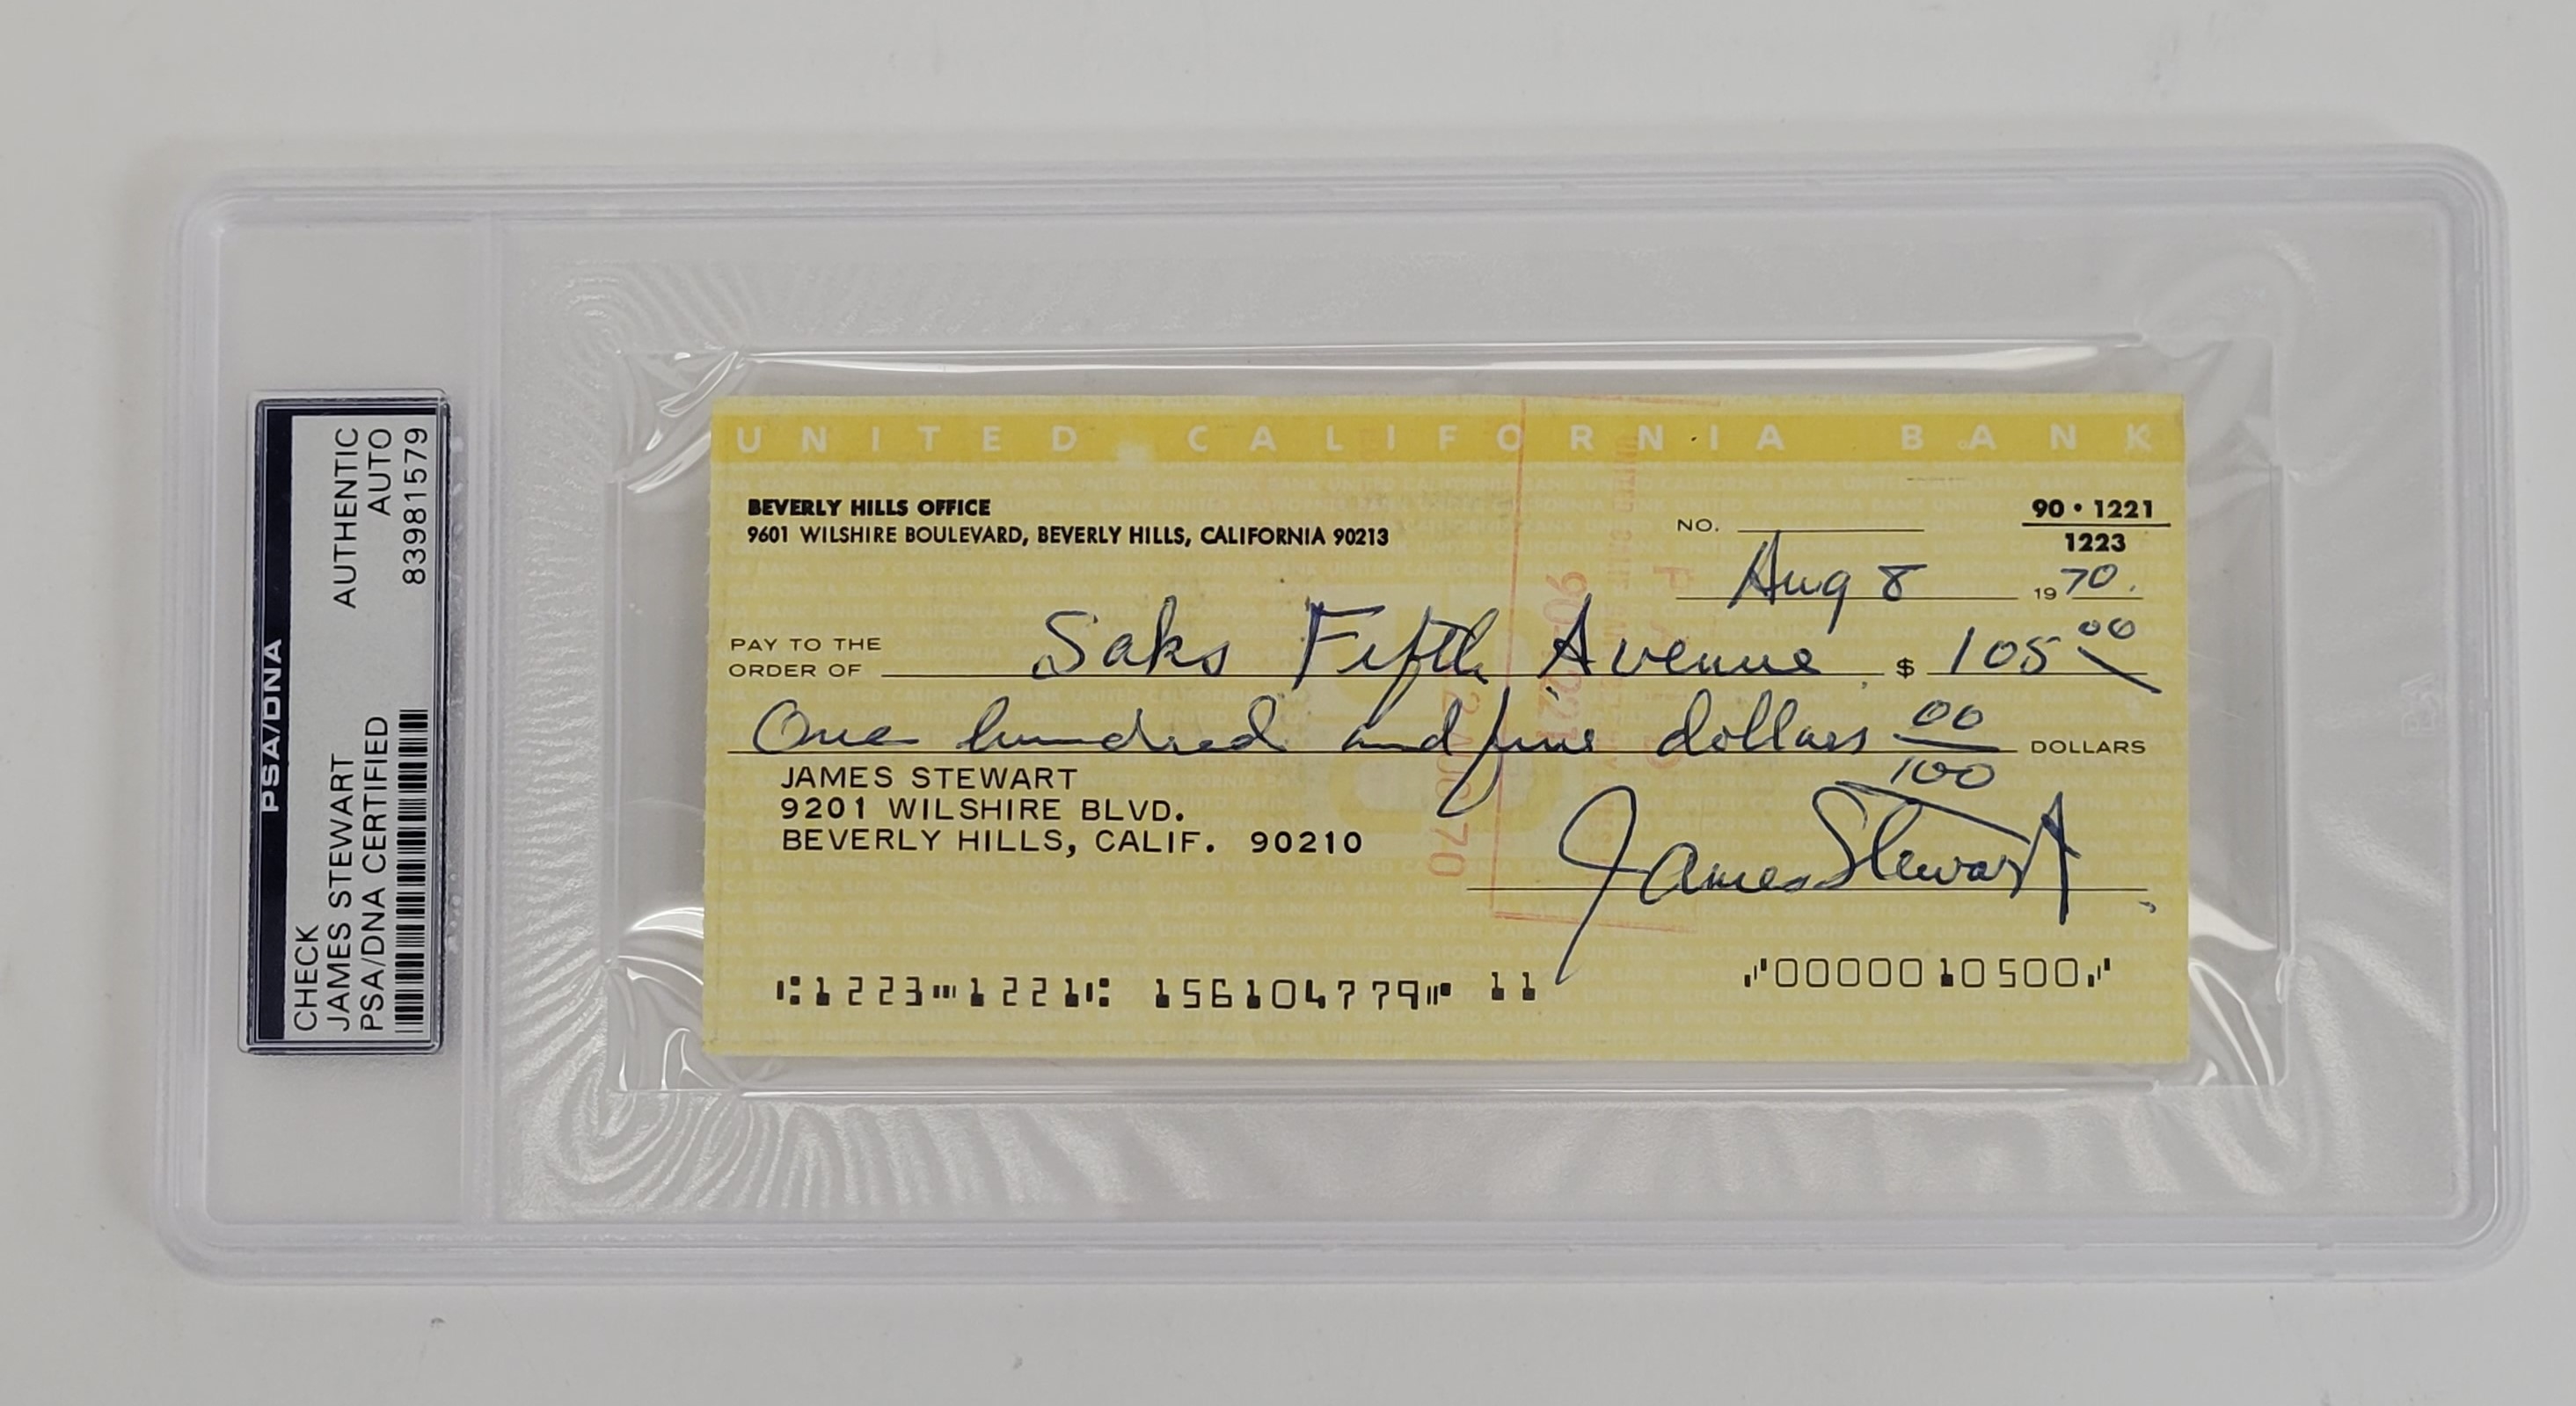 PSA/DNA
CHECK AUTHENTIC
JAMES STEWART AUTO
PSA/DNA CERTIFIED 83981579
UNITED CALIFORNIA BANK
BEVERLY HILLS OFFICE
9601 WILSHIRE BOULEVARD, BEVERLY HILLS, CALIFORNIA 90213
NO.
90 • 1221
1223
Aug 8 1970.
PAY TO THE
ORDER OF Saks Fifth Avenue $ 105 00
One hundred and five dollars 00/100 DOLLARS
JAMES STEWART
9201 WILSHIRE BLVD.
BEVERLY HILLS, CALIF. 90210
James Stewart
⑆1223⑉1221⑆ 156104779⑈ 11 ⑇0000010500⑇